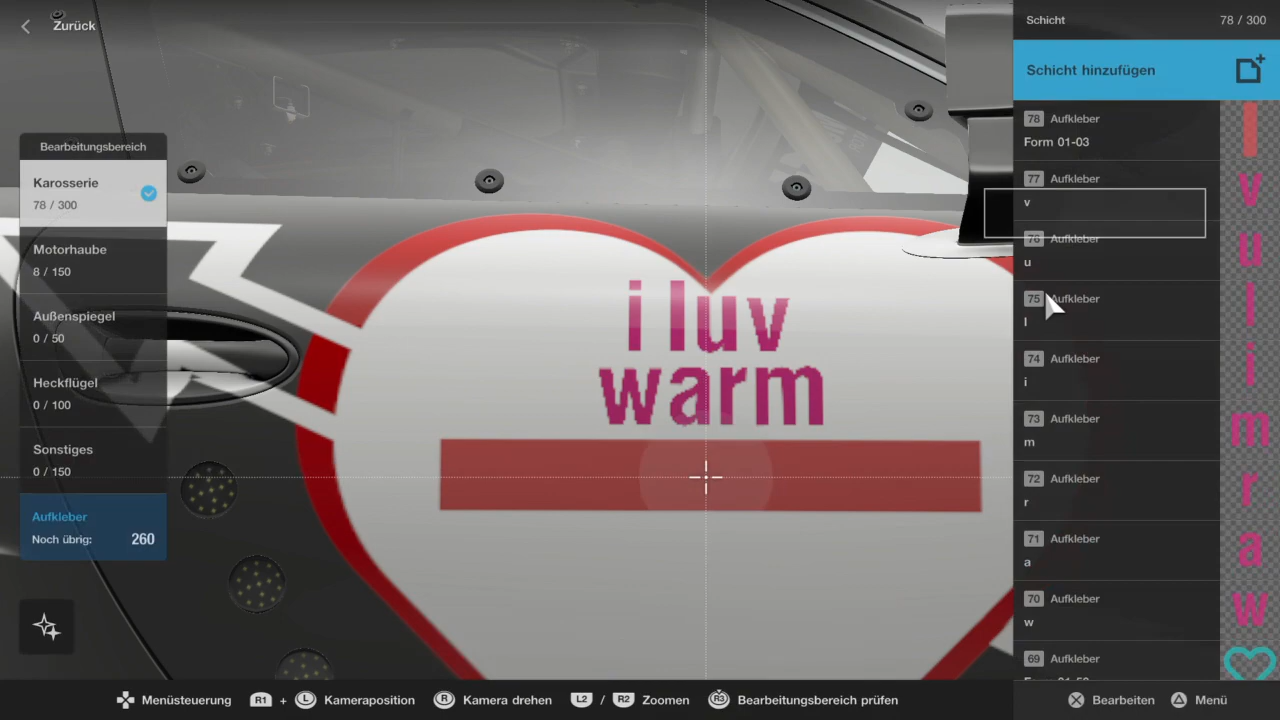 Zurück
Schicht
78 / 300
Schicht hinzufügen
Bearbeitungsbereich
Karosserie
78 / 300
Motorhaube
8 / 150
Außenspiegel
0 / 50
Heckflügel
0 / 100
Sonstiges
0 / 150
Aufkleber
Noch übrig: 260
i luv
warm
78 Aufkleber
Form 01-03
77 Aufkleber
v
76 Aufkleber
u
75 Aufkleber
l
74 Aufkleber
i
73 Aufkleber
m
72 Aufkleber
r
71 Aufkleber
a
70 Aufkleber
w
69 Aufkleber
v
u
l
i
m
r
a
w
Menüsteuerung
R1 + L Kameraposition
R Kamera drehen
L2 / R2 Zoomen
R3 Bearbeitungsbereich prüfen
Bearbeiten
Menü